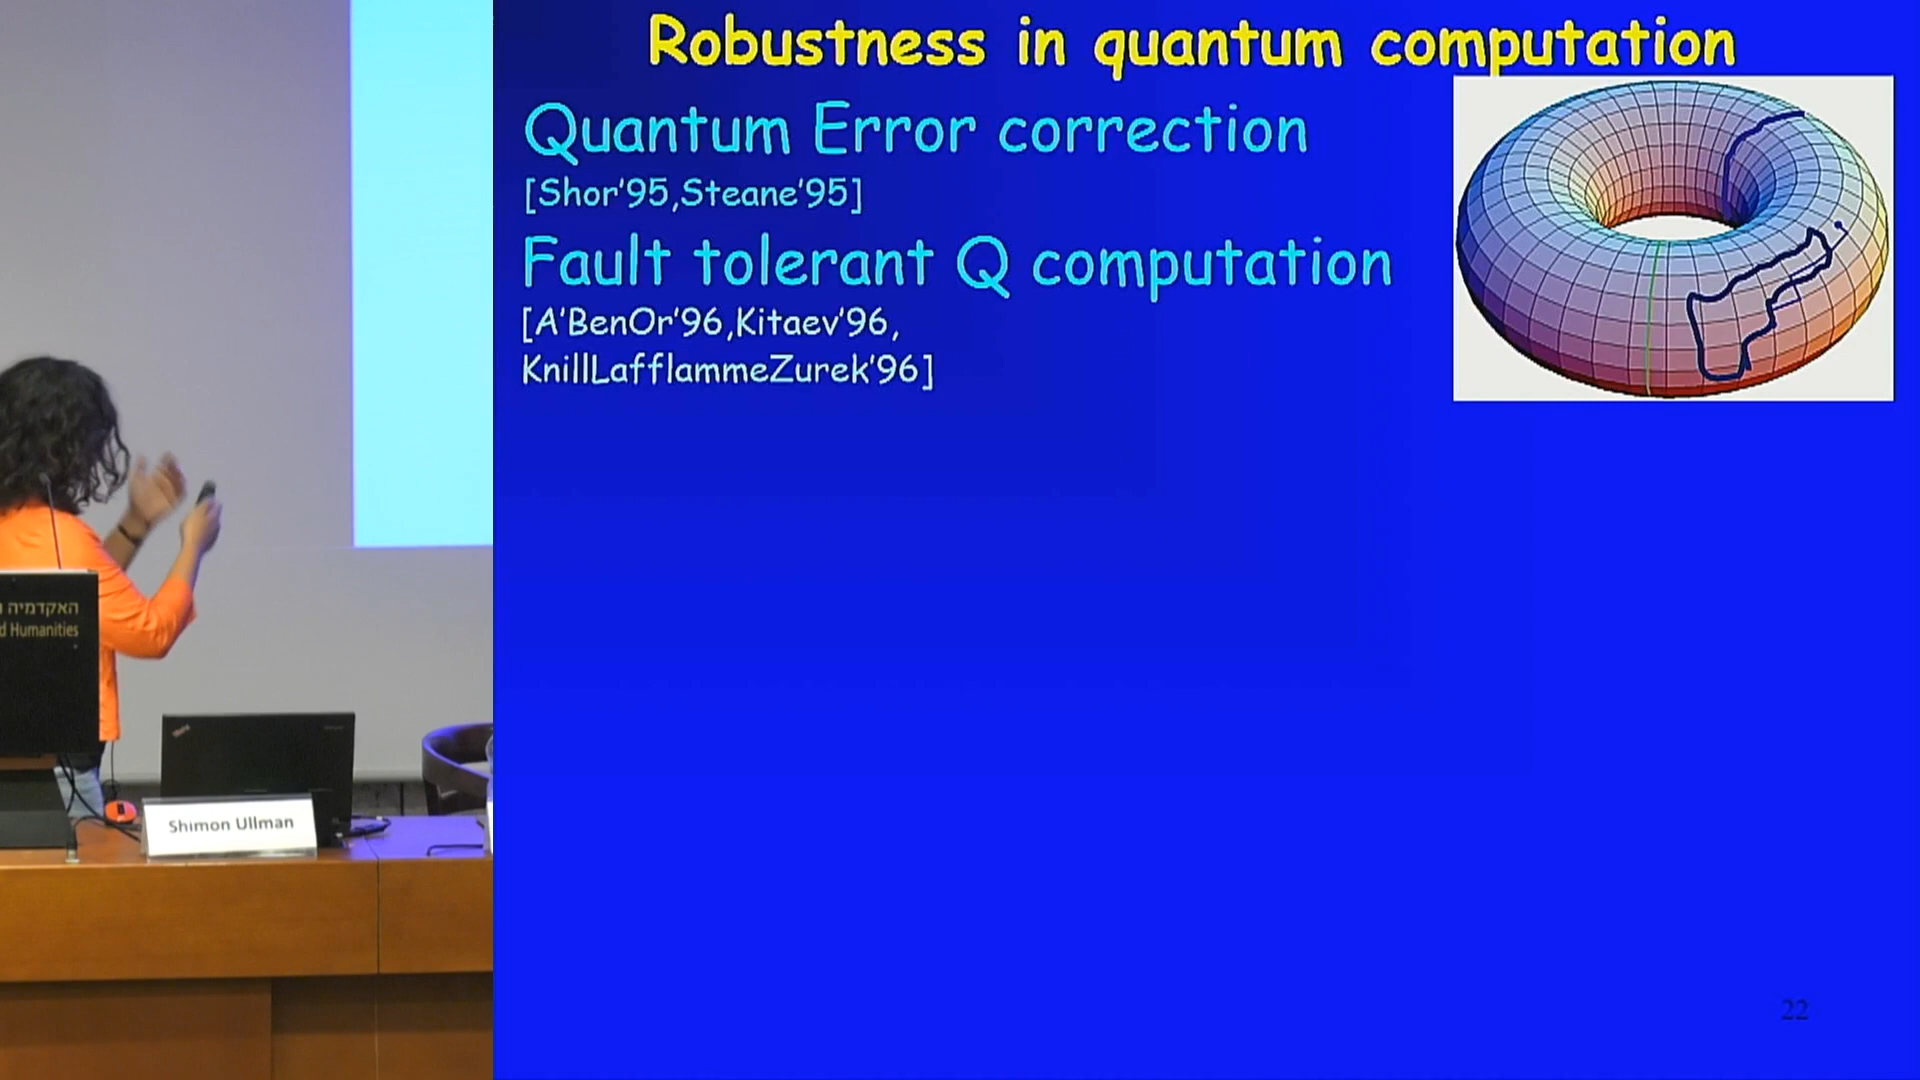 Robustness in quantum computation
Quantum Error correction
[Shor'95,Steane'95]
Fault tolerant Q computation
[A'BenOr'96,Kitaev'96,
KnillLafflammeZurek'96]
22
האקדמיה
d Humanities
Shimon Ullman